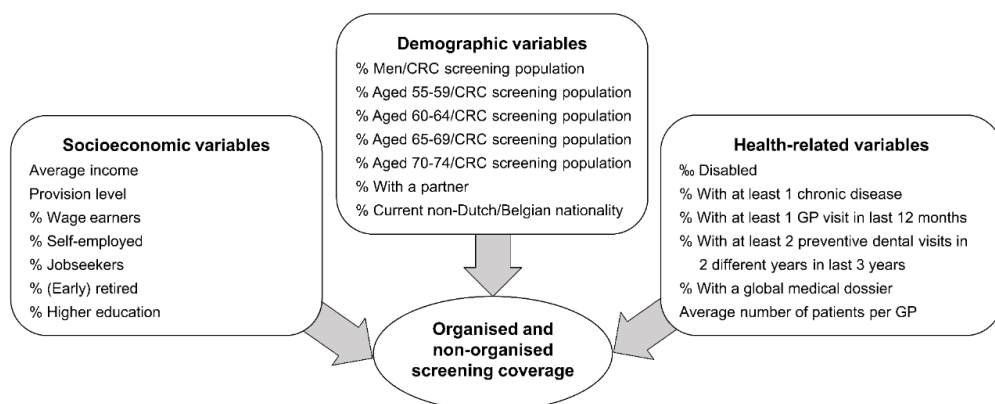 Demographic variables
% Men/CRC screening population
% Aged 55-59/CRC screening population
% Aged 60-64/CRC screening population
% Aged 65-69/CRC screening population
% Aged 70-74/CRC screening population
% With a partner
% Current non-Dutch/Belgian nationality
Socioeconomic variables
Average income
Provision level
% Wage earners
% Self-employed
% Jobseekers
% (Early) retired
% Higher education
Health-related variables
‰ Disabled
% With at least 1 chronic disease
% With at least 1 GP visit in last 12 months
% With at least 2 preventive dental visits in
2 different years in last 3 years
% With a global medical dossier
Average number of patients per GP
Organised and
non-organised
screening coverage